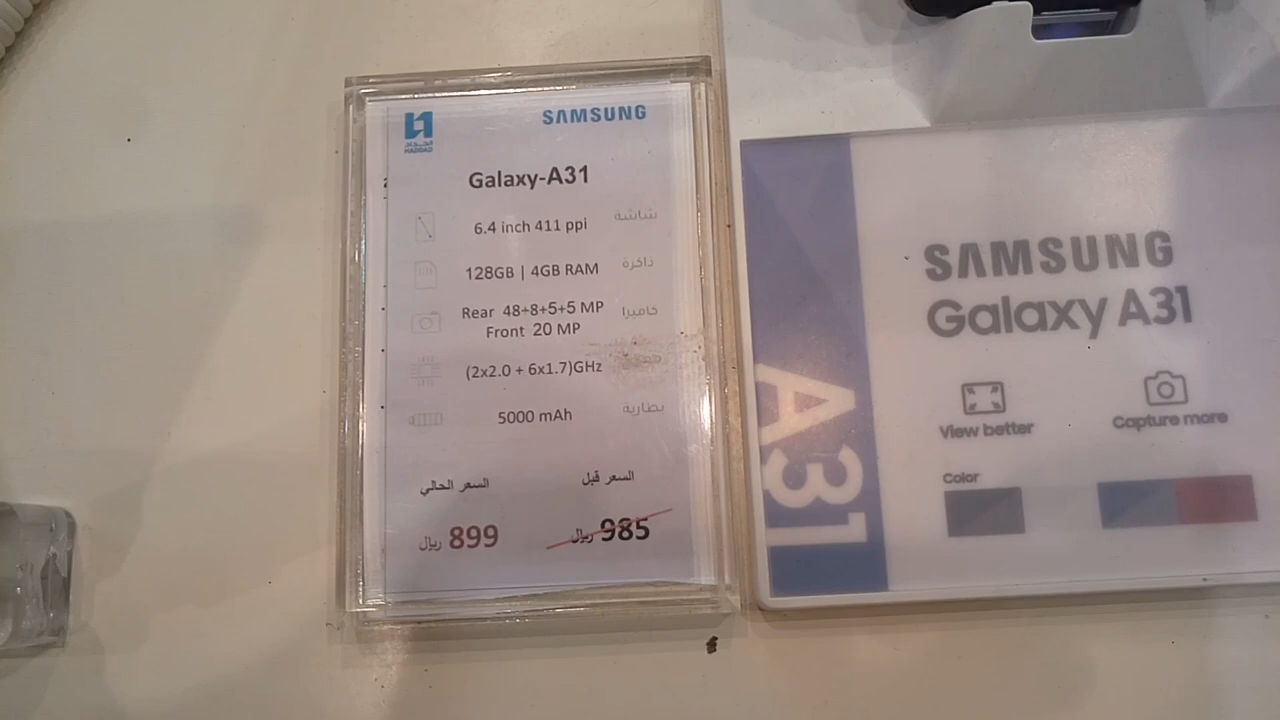 الحداد
HADDAD
SAMSUNG
Galaxy-A31
6.4 inch 411 ppi شاشة
128GB | 4GB RAM ذاكرة
Rear 48+8+5+5 MP كاميرا
Front 20 MP
(2x2.0 + 6x1.7)GHz
5000 mAh بطارية
السعر قبل السعر الحالي
985 ريال 899 ريال
A31
SAMSUNG
Galaxy A31
View better Capture more
Color